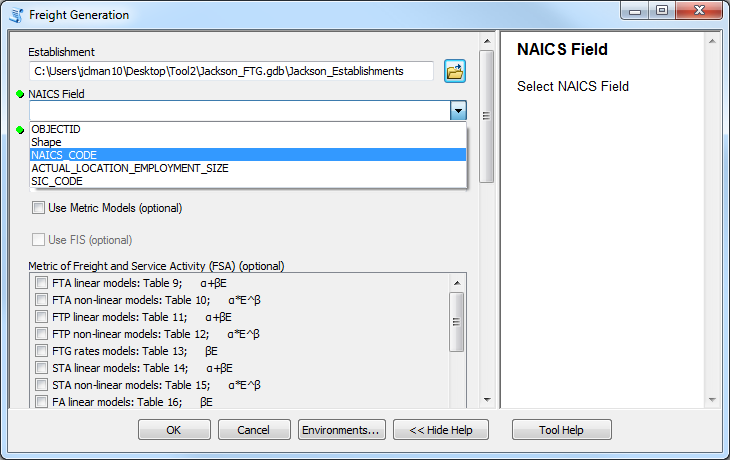 Freight Generation
Establishment
C:\Users\jclman10\Desktop\Tool2\Jackson_FTG.gdb\Jackson_Establishments
NAICS Field
OBJECTID
Shape
NAICS_CODE
ACTUAL_LOCATION_EMPLOYMENT_SIZE
SIC_CODE
Use Metric Models (optional)
Use FIS (optional)
Metric of Freight and Service Activity (FSA) (optional)
FTA linear models: Table 9; α+βE
FTA non-linear models: Table 10; α*E^β
FTP linear models: Table 11; α+βE
FTP non-linear models: Table 12; α*E^β
FTG rates models: Table 13; βE
STA linear models: Table 14; α+βE
STA non-linear models: Table 15; α*E^β
FA linear models: Table 16; βE
OK
Cancel
Environments...
<< Hide Help
Tool Help
NAICS Field
Select NAICS Field